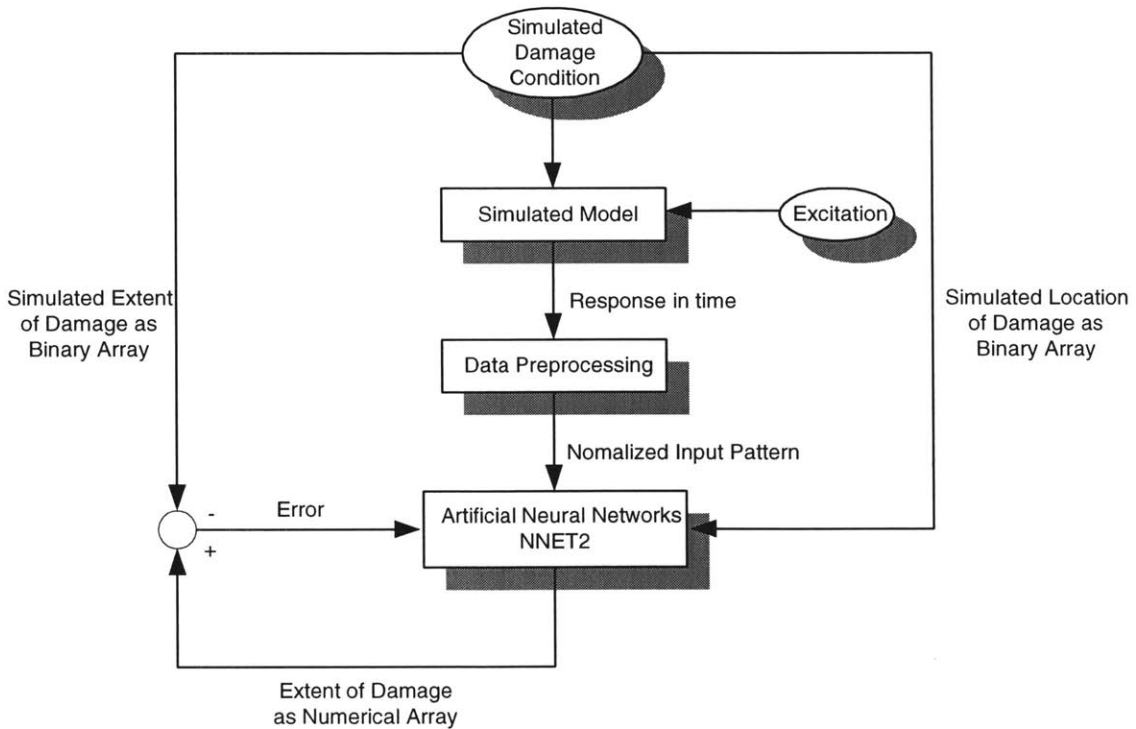 Simulated
Damage
Condition
Simulated Model
Excitation
Response in time
Simulated Extent
of Damage as
Binary Array
Simulated Location
of Damage as
Binary Array
Data Preprocessing
Nomalized Input Pattern
Artificial Neural Networks
NNET2
-
Error
+
Extent of Damage
as Numerical Array